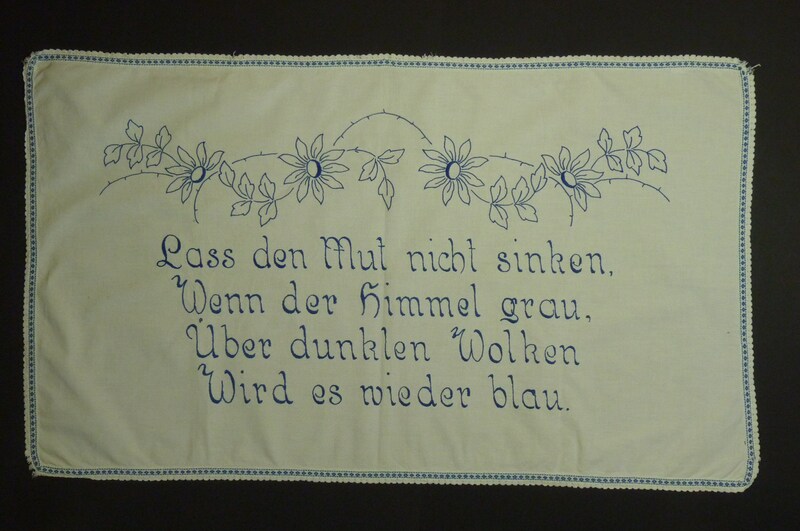 Lass den Mut nicht sinken,
Wenn der Himmel grau,
Über dunklen Wolken
Wird es wieder blau.